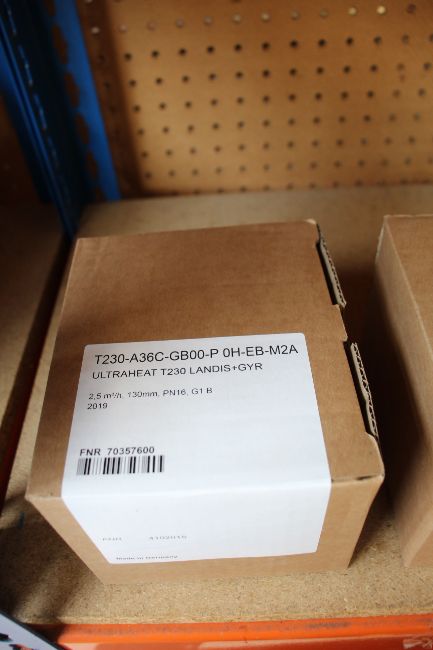 T230-A36C-GB00-P 0H-EB-M2A
ULTRAHEAT T230 LANDIS+GYR
2,5 m³/h, 130mm, PN16, G1 B
2019
FNR 70357600
Made in Germany